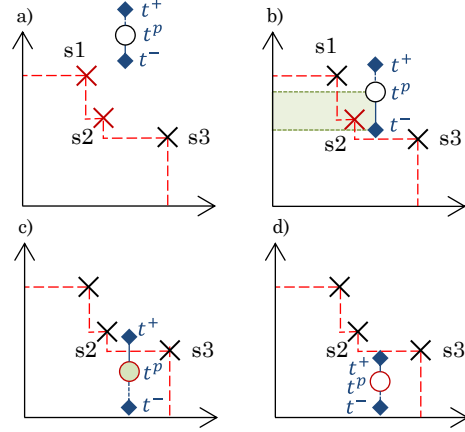 a)
t⁺
tᵖ
t⁻
s1
s2
s3
b)
s1
t⁺
tᵖ
t⁻
s2
s3
c)
t⁺
s2
s3
tᵖ
t⁻
d)
s2
s3
t⁺
tᵖ
t⁻